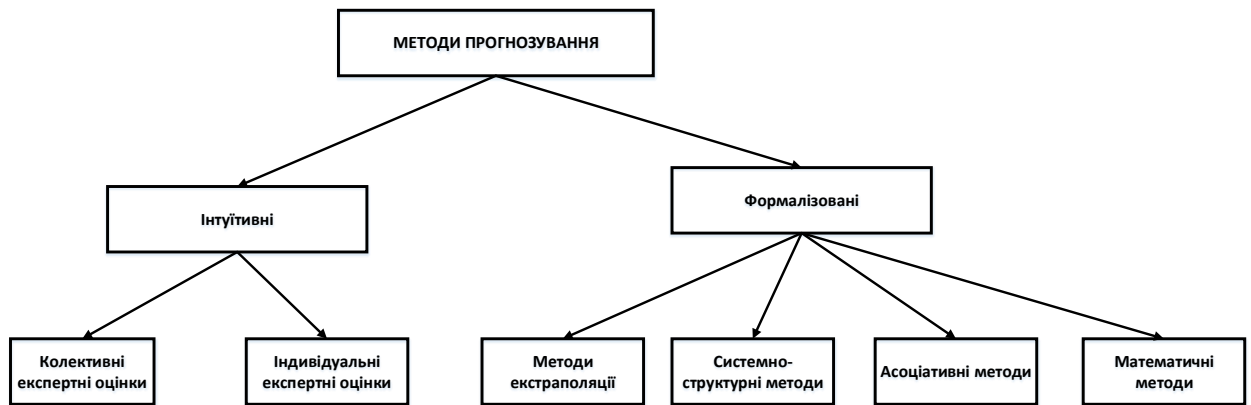 МЕТОДИ ПРОГНОЗУВАННЯ
Інтуїтивні
Формалізовані
Колективні
експертні оцінки
Індивідуальні
експертні оцінки
Методи
екстраполяції
Системно-
структурні методи
Асоціативні методи
Математичні
методи